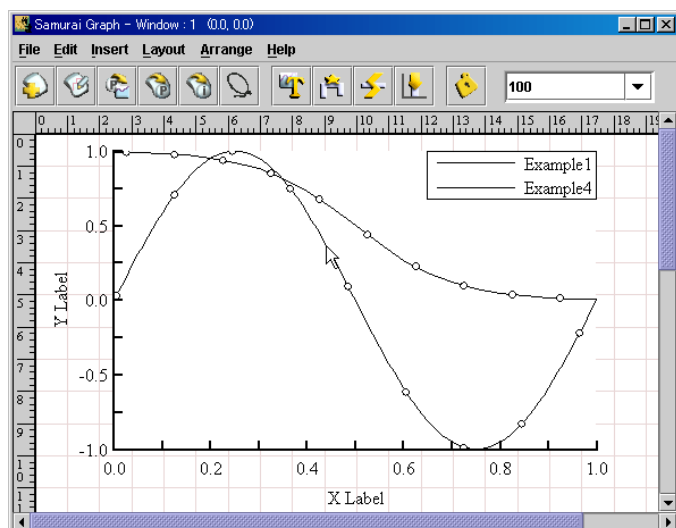 Samurai Graph - Window : 1 (0.0, 0.0)
File Edit Insert Layout Arrange Help
100
0 1 2 3 4 5 6 7 8 9 10 11 12 13 14 15 16 17 18 19
0
1
2
3
4
5
6
7
8
9
10
11
Example1
Example4
Y Label
1.0
0.5
0.0
-0.5
-1.0
0.0 0.2 0.4 0.6 0.8 1.0
X Label